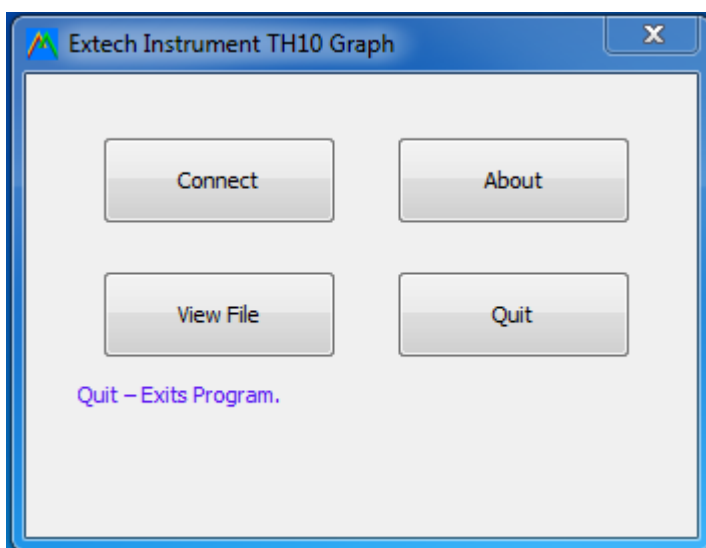 Extech Instrument TH10 Graph
Connect
About
View File
Quit
Quit – Exits Program.